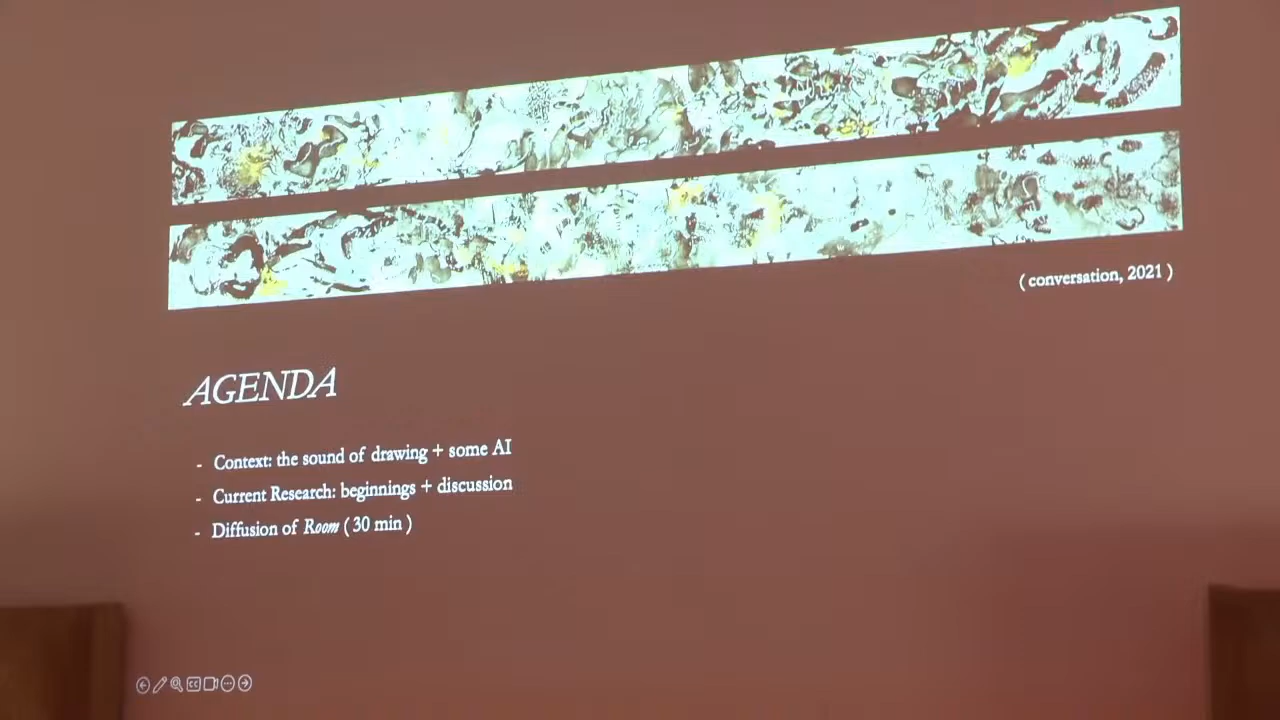 ( conversation, 2021 )
AGENDA
- Context: the sound of drawing + some AI
- Current Research: beginnings + discussion
- Diffusion of Room ( 30 min )
CC